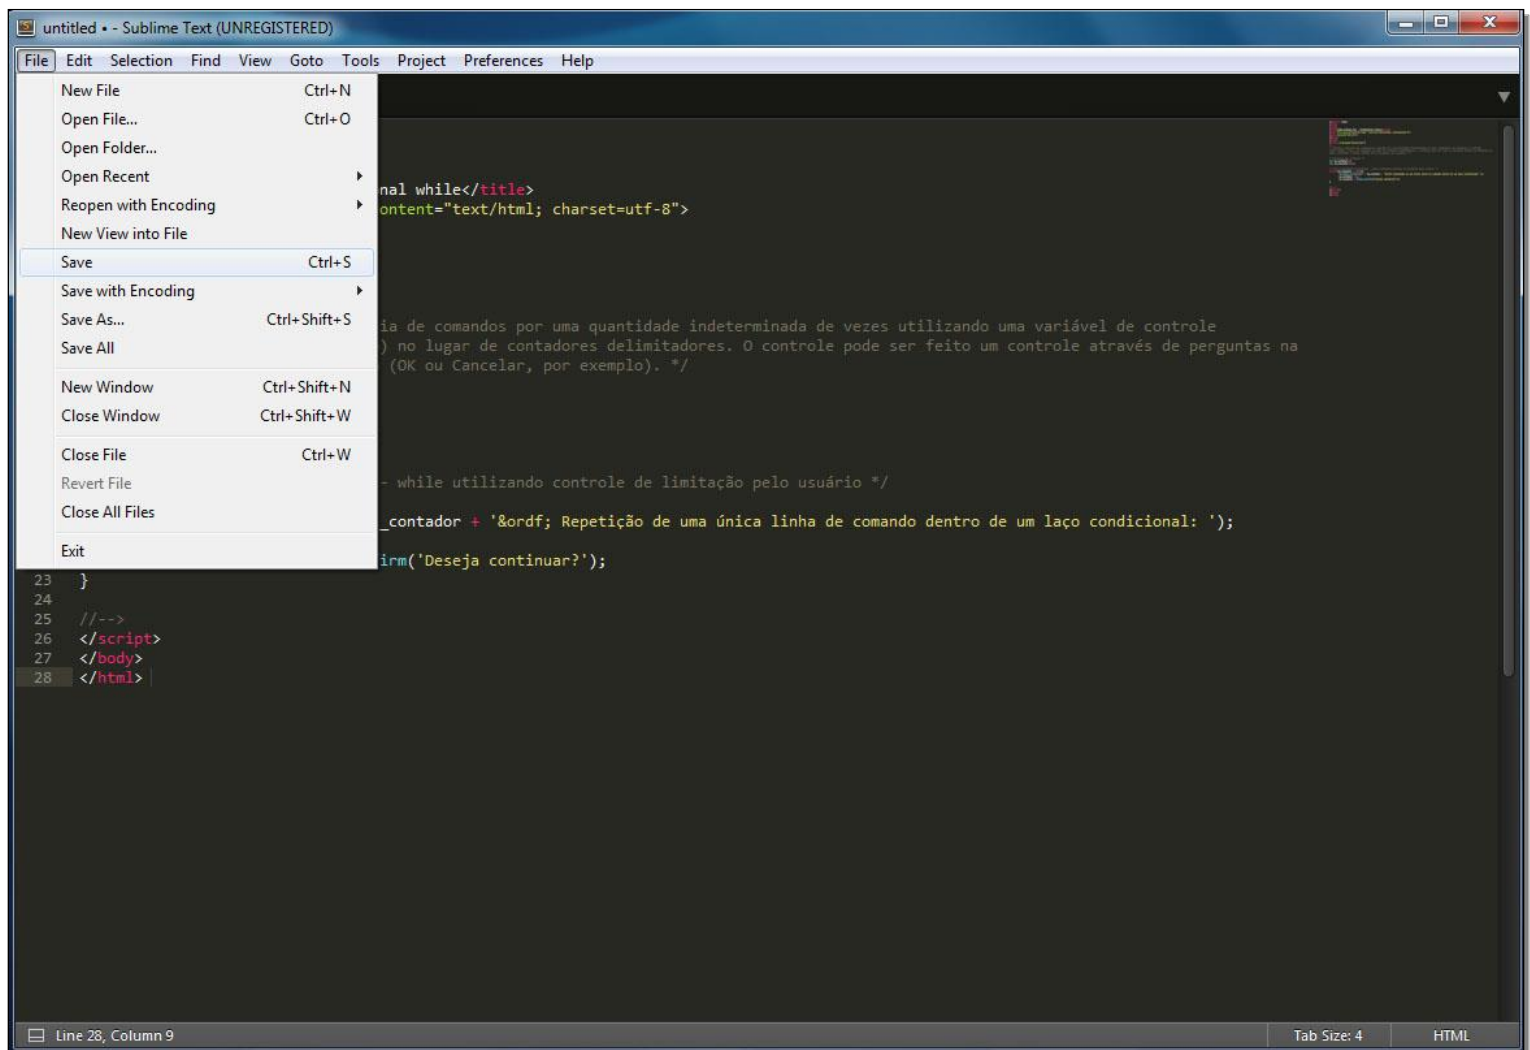 untitled • - Sublime Text (UNREGISTERED)
File Edit Selection Find View Goto Tools Project Preferences Help
New File Ctrl+N
Open File... Ctrl+O
Open Folder...
Open Recent
Reopen with Encoding
New View into File
Save Ctrl+S
Save with Encoding
Save As... Ctrl+Shift+S
Save All
New Window Ctrl+Shift+N
Close Window Ctrl+Shift+W
Close File Ctrl+W
Revert File
Close All Files
Exit
nal while</title>
ontent="text/html; charset=utf-8">
ia de comandos por uma quantidade indeterminada de vezes utilizando uma variável de controle
) no lugar de contadores delimitadores. O controle pode ser feito um controle através de perguntas na
(OK ou Cancelar, por exemplo). */
- while utilizando controle de limitação pelo usuário */
_contador + '&ordf; Repetição de uma única linha de comando dentro de um laço condicional: ');
irm('Deseja continuar?');
23 }
24
25 //-->
26 </script>
27 </body>
28 </html>
Line 28, Column 9 Tab Size: 4 HTML